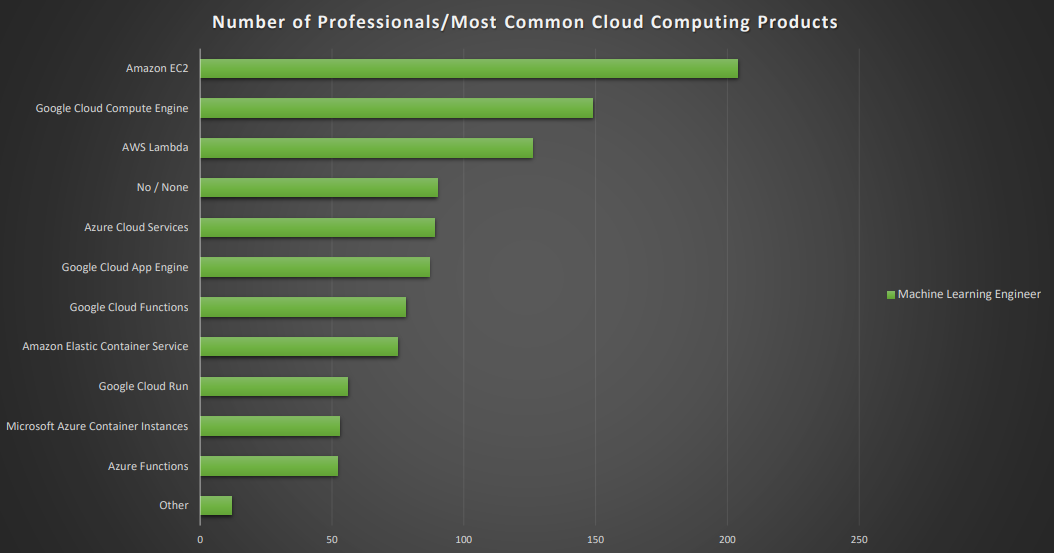 Number of Professionals/Most Common Cloud Computing Products
Amazon EC2
Google Cloud Compute Engine
AWS Lambda
No / None
Azure Cloud Services
Google Cloud App Engine
Machine Learning Engineer
Google Cloud Functions
Amazon Elastic Container Service
Google Cloud Run
Microsoft Azure Container Instances
Azure Functions
Other
0 50 100 150 200 250